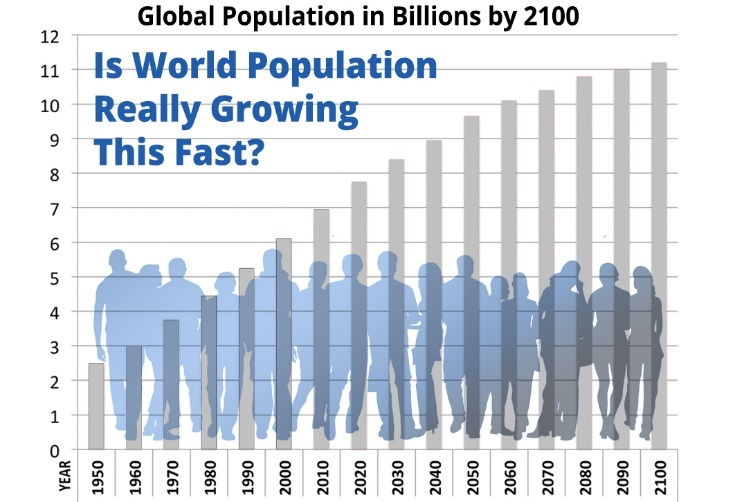 Global Population in Billions by 2100
Is World Population
Really Growing
This Fast?
12
11
10
9
8
7
6
5
4
3
2
1
0
YEAR 1950 1960 1970 1980 1990 2000 2010 2020 2030 2040 2050 2060 2070 2080 2090 2100